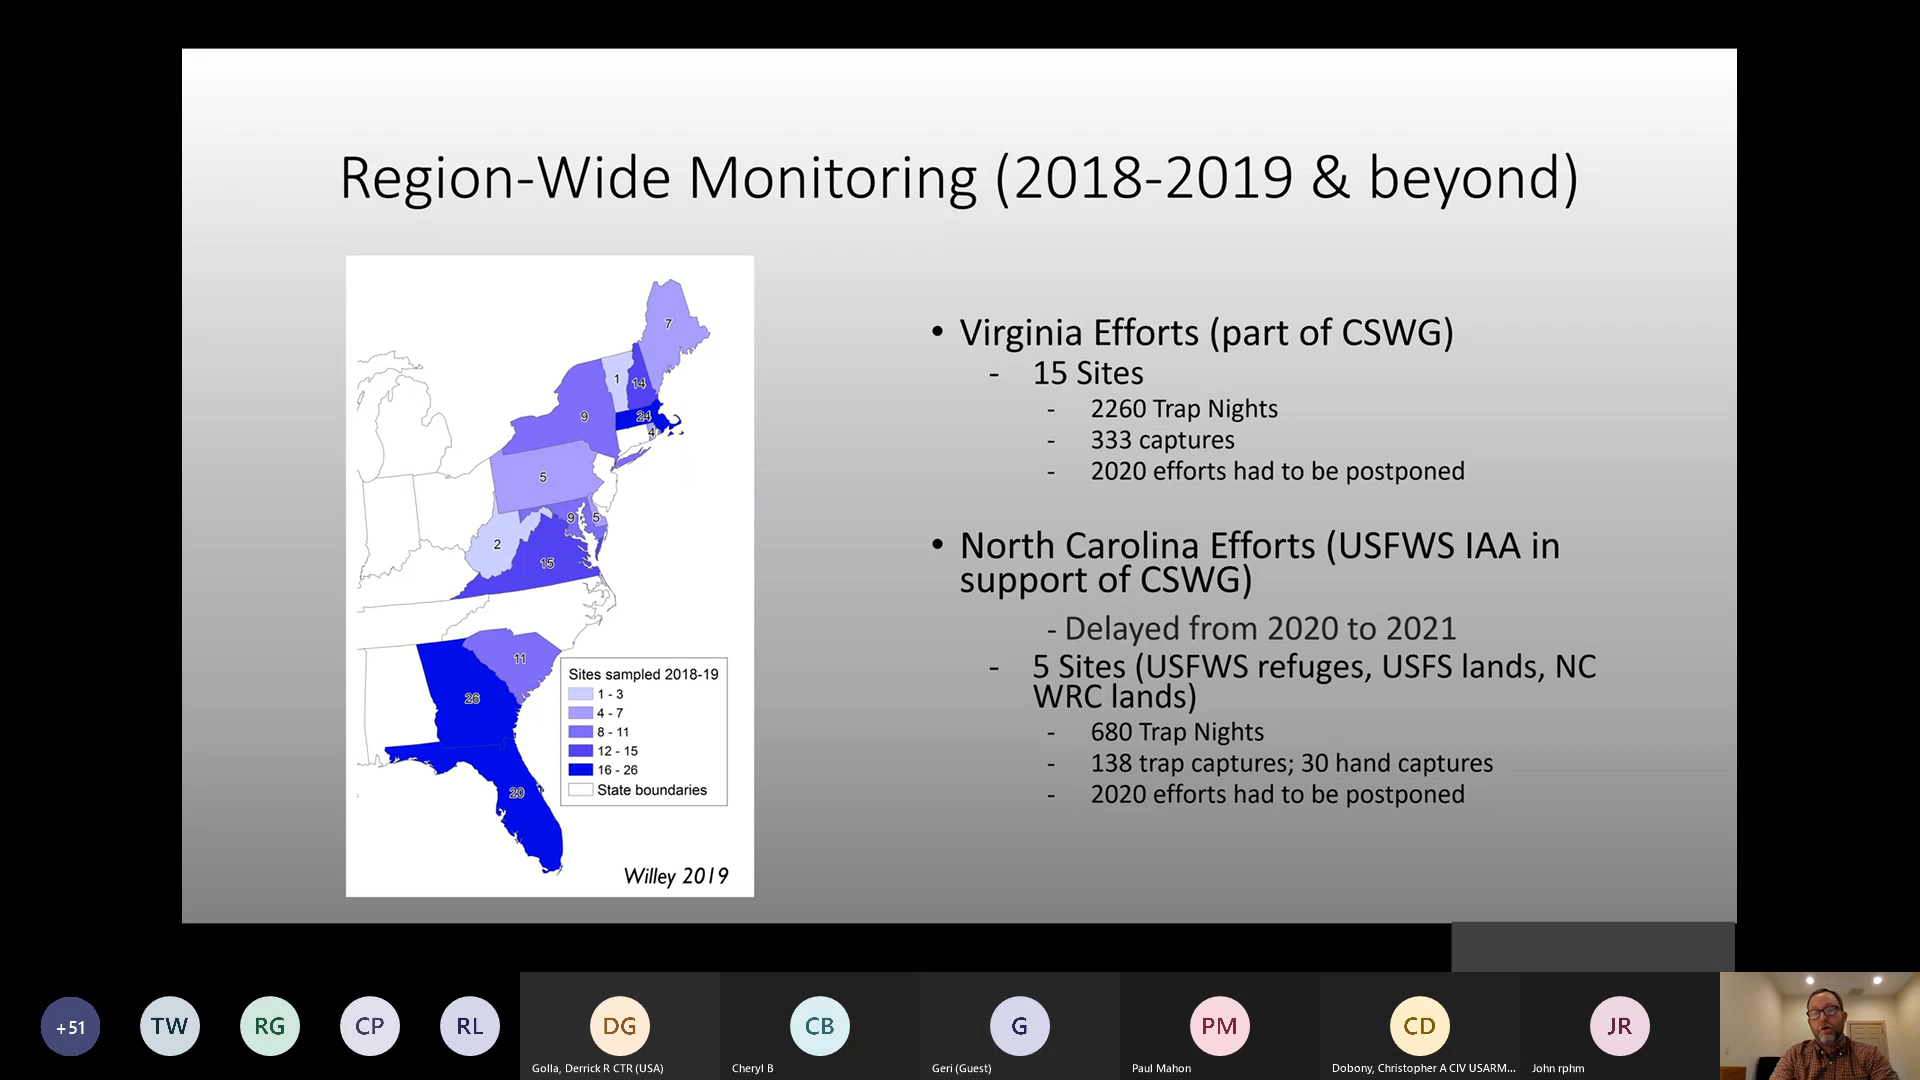 Region-Wide Monitoring (2018-2019 & beyond)
7
1
14
9
24
4
5
9
5
2
15
11
26
20
Sites sampled 2018-19
1 - 3
4 - 7
8 - 11
12 - 15
16 - 26
State boundaries
Willey 2019
• Virginia Efforts (part of CSWG)
- 15 Sites
- 2260 Trap Nights
- 333 captures
- 2020 efforts had to be postponed
• North Carolina Efforts (USFWS IAA in
support of CSWG)
- Delayed from 2020 to 2021
- 5 Sites (USFWS refuges, USFS lands, NC
WRC lands)
- 680 Trap Nights
- 138 trap captures; 30 hand captures
- 2020 efforts had to be postponed
+51
TW
RG
CP
RL
DG
CB
G
PM
CD
JR
Golla, Derrick R CTR (USA)
Cheryl B
Geri (Guest)
Paul Mahon
Dobony, Christopher A CIV USARM...
John rphm